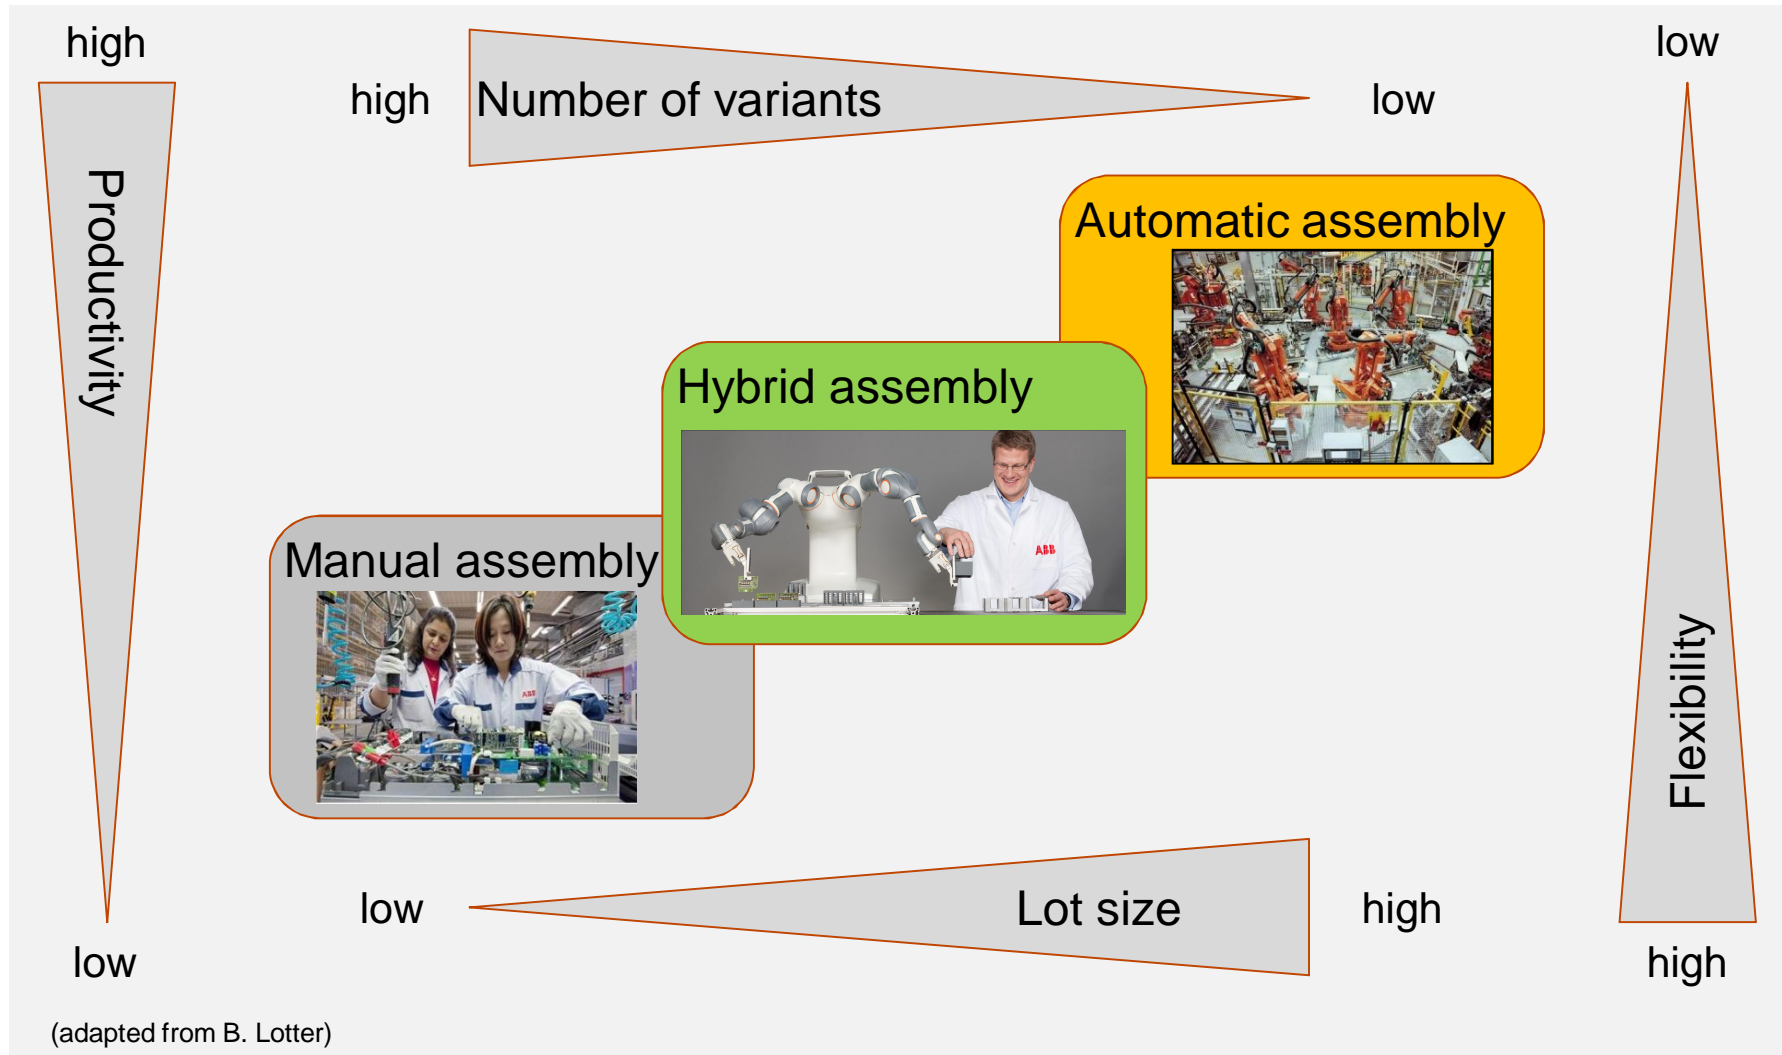 high
low
high
Number of variants
low
Productivity
Automatic assembly
Hybrid assembly
ABB
Manual assembly
ABB
Flexibility
low
Lot size
high
low
high
(adapted from B. Lotter)